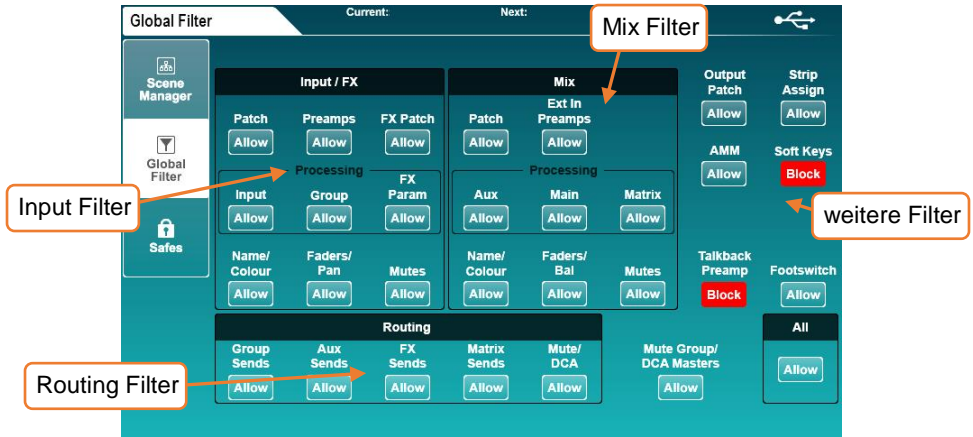 Global Filter
Current:
Next:
Mix Filter
Scene
Manager
Global
Filter
Safes
Input Filter
Input / FX
Patch Preamps FX Patch
Allow Allow Allow
Processing
Input Group FX
Param
Allow Allow Allow
Name/
Colour
Faders/
Pan
Mutes
Allow Allow Allow
Mix
Patch Ext In
Preamps
Allow Allow
Processing
Aux Main Matrix
Allow Allow Allow
Name/
Colour
Faders/
Bal
Mutes
Allow Allow Allow
Output
Patch
Allow
Strip
Assign
Allow
AMM
Allow
Soft Keys
Block
weitere Filter
Talkback
Preamp
Block
Footswitch
Allow
Routing Filter
Routing
Group
Sends
Aux
Sends
FX
Sends
Matrix
Sends
Mute/
DCA
Allow Allow Allow Allow Allow
Mute Group/
DCA Masters
Allow
All
Allow